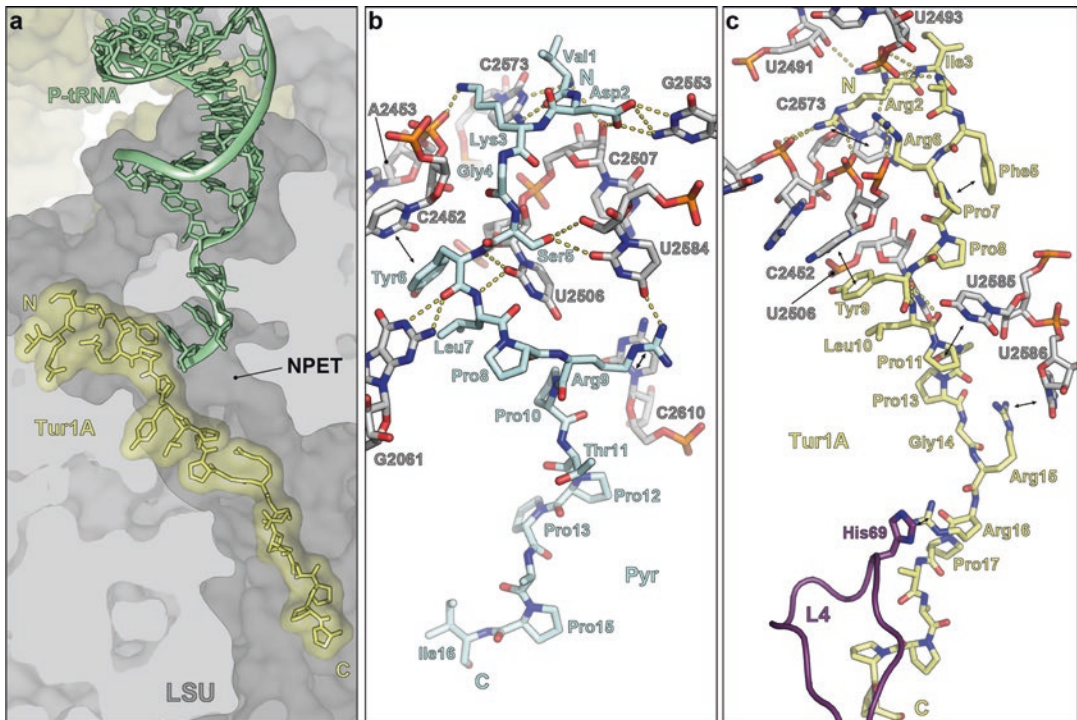 a
P-tRNA
N
NPET
Tur1A
LSU
C
b
Val1
C2573
N
Asp2
G2553
A2453
Lys3
Gly4
C2507
C2452
Ser5
U2584
Tyr6
U2506
Leu7
Pro8
Arg9
Pro10
C2610
G2061
Thr11
Pro12
Pro13
Pyr
Pro15
Ile16
C
c
U2493
U2491
Ile3
N
C2573
Arg2
Arg6
Phe5
Pro7
Pro8
C2452
U2506
Tyr9
U2585
Leu10
Pro11
U2586
Pro13
Tur1A
Gly14
Arg15
His69
Arg16
Pro17
L4
C